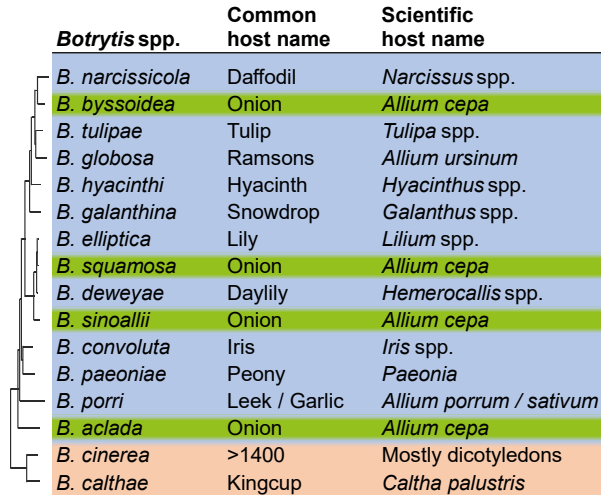 Botrytis spp. Common host name Scientific host name
B. narcissicola Daffodil Narcissus spp.
B. byssoidea Onion Allium cepa
B. tulipae Tulip Tulipa spp.
B. globosa Ramsons Allium ursinum
B. hyacinthi Hyacinth Hyacinthus spp.
B. galanthina Snowdrop Galanthus spp.
B. elliptica Lily Lilium spp.
B. squamosa Onion Allium cepa
B. deweyae Daylily Hemerocallis spp.
B. sinoallii Onion Allium cepa
B. convoluta Iris Iris spp.
B. paeoniae Peony Paeonia
B. porri Leek / Garlic Allium porrum / sativum
B. aclada Onion Allium cepa
B. cinerea >1400 Mostly dicotyledons
B. calthae Kingcup Caltha palustris